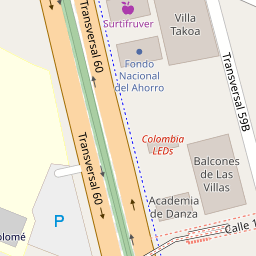 Surtifruver
Villa
Takoa
Transversal 60
Fondo
Nacional
del Ahorro
Transversal 59B
Transversal 60
Colombia
LEDs
Balcones
de Las
Villas
Academia
de Danza
P
Calle 1
olomé